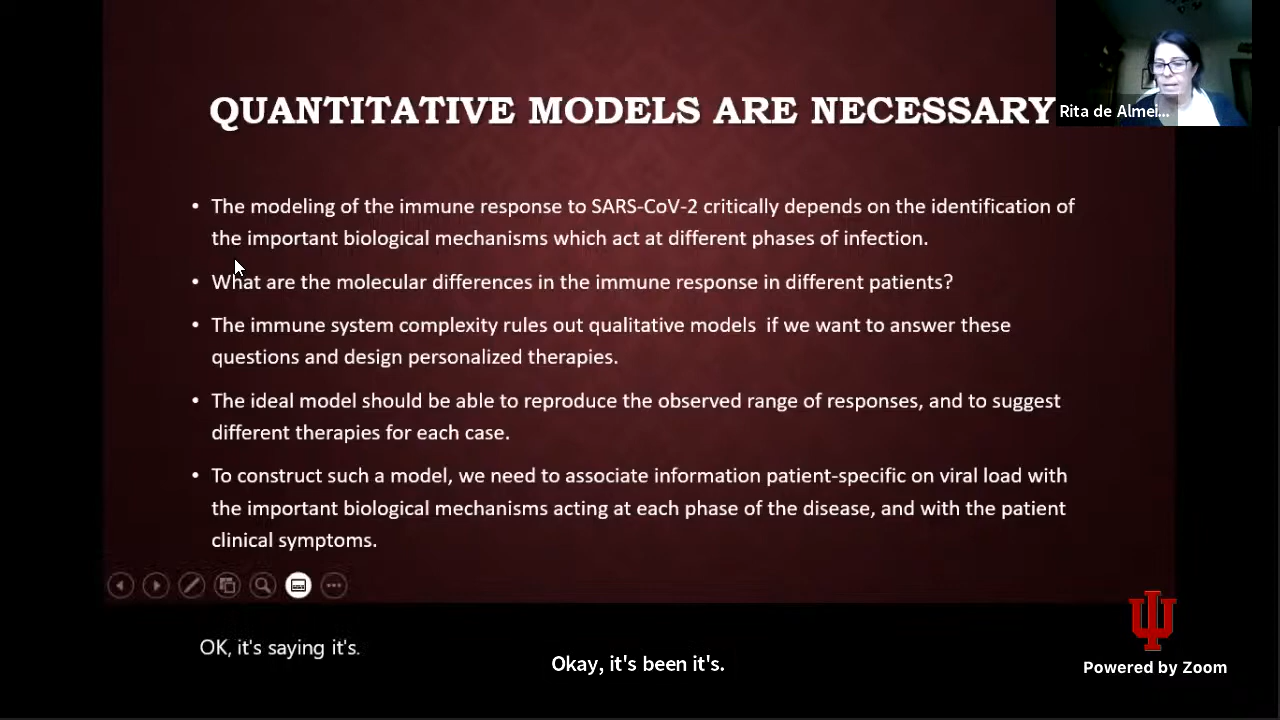 QUANTITATIVE MODELS ARE NECESSARY
Rita de Almei...
• The modeling of the immune response to SARS-CoV-2 critically depends on the identification of
the important biological mechanisms which act at different phases of infection.
• What are the molecular differences in the immune response in different patients?
• The immune system complexity rules out qualitative models if we want to answer these
questions and design personalized therapies.
• The ideal model should be able to reproduce the observed range of responses, and to suggest
different therapies for each case.
• To construct such a model, we need to associate information patient-specific on viral load with
the important biological mechanisms acting at each phase of the disease, and with the patient
clinical symptoms.
OK, it's saying it's.
Okay, it's been it's.
Powered by Zoom